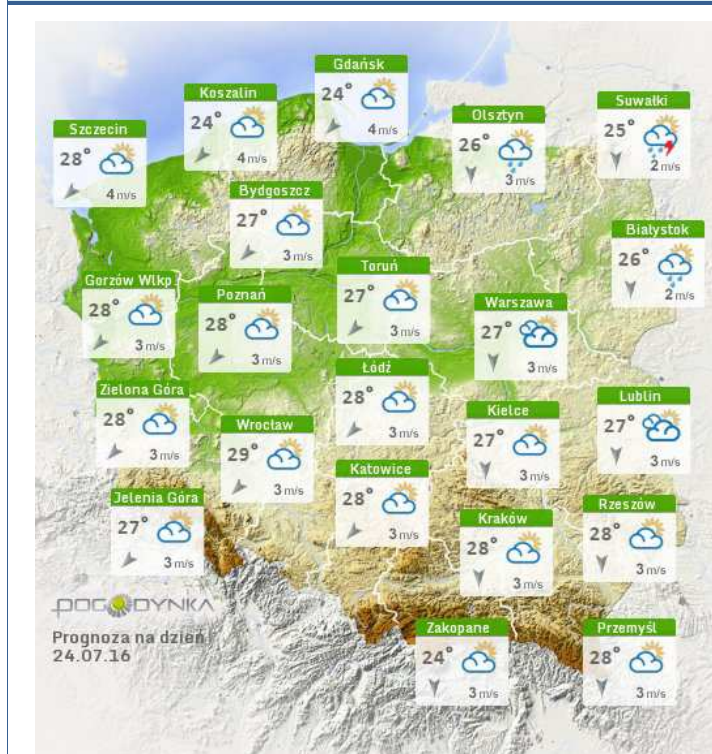 Gdańsk
24°
4 m/s
Koszalin
24°
4 m/s
Szczecin
28°
4 m/s
Olsztyn
26°
3 m/s
Suwałki
25°
2 m/s
Bydgoszcz
27°
3 m/s
Białystok
26°
2 m/s
Gorzów Wlkp
28°
3 m/s
Poznań
28°
3 m/s
Toruń
27°
3 m/s
Warszawa
27°
3 m/s
Zielona Góra
28°
3 m/s
Łódź
28°
3 m/s
Wrocław
29°
3 m/s
Kielce
27°
3 m/s
Lublin
27°
3 m/s
Jelenia Góra
27°
3 m/s
Katowice
28°
3 m/s
Kraków
28°
3 m/s
Rzeszów
28°
3 m/s
POGODYNKA
Prognoza na dzień
24.07.16
Zakopane
24°
3 m/s
Przemyśl
28°
3 m/s